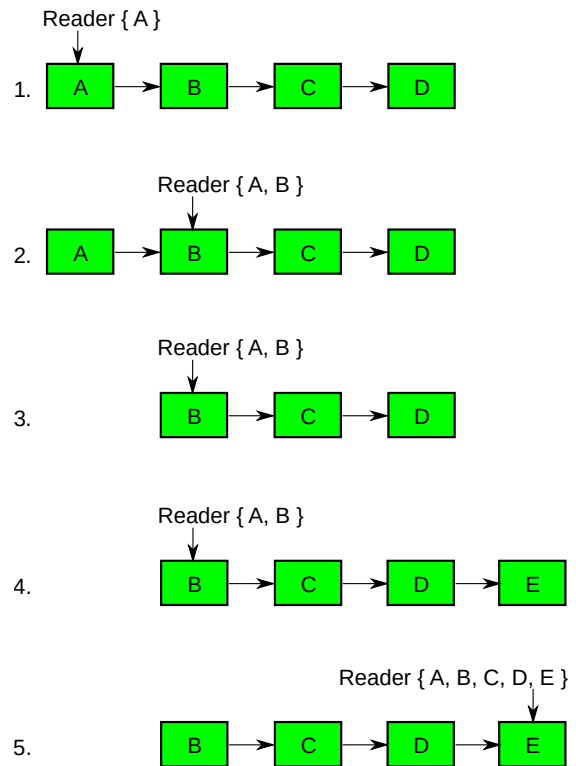 Reader { A }
1. A B C D
Reader { A, B }
2. A B C D
Reader { A, B }
3. B C D
Reader { A, B }
4. B C D E
Reader { A, B, C, D, E }
5. B C D E